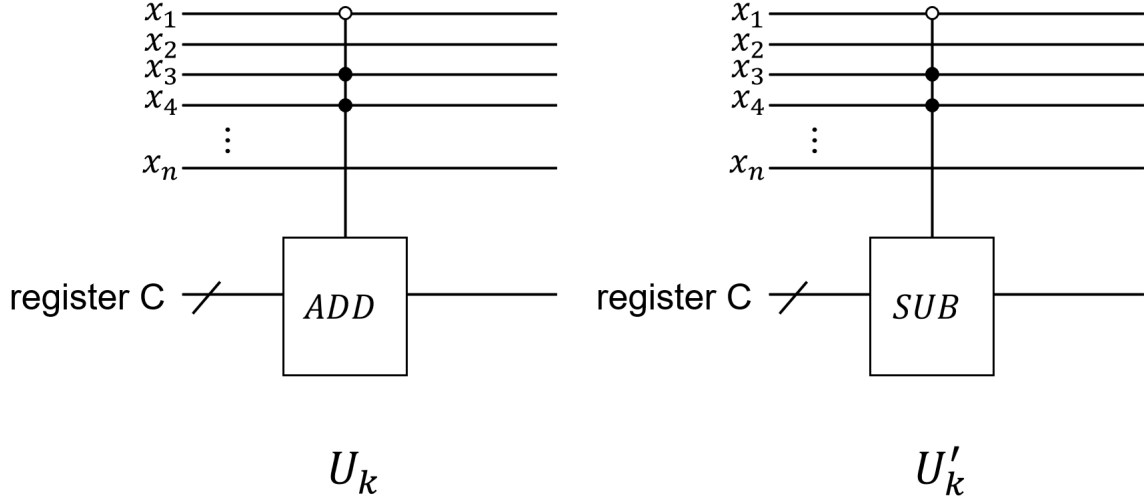 x₁ x₁
x₂ x₂
x₃ x₃
x₄ x₄
⋮ ⋮
xₙ xₙ
register C ADD register C SUB
Uₖ U′ₖ